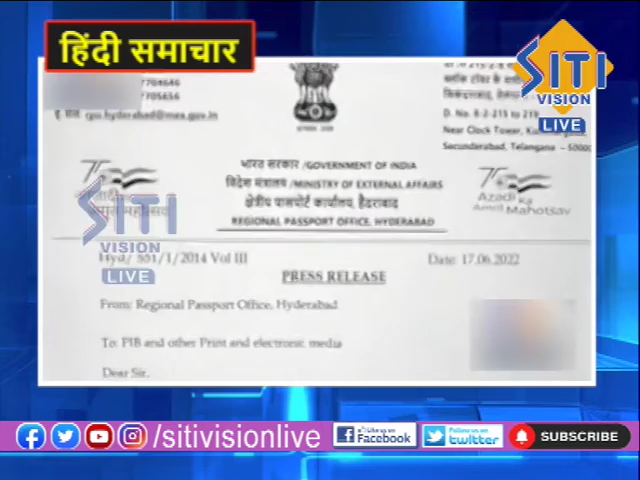 हिंदी समाचार
SITI
VISION
LIVE
rpo.hyderabad@mea.gov.in
D. No. 8-2-215 to 219
Near Clock Tower,
Secunderabad, Telangana –
भारत सरकार /GOVERNMENT OF INDIA
विदेश मंत्रालय /MINISTRY OF EXTERNAL AFFAIRS
क्षेत्रीय पासपोर्ट कार्यालय, हैदराबाद
REGIONAL PASSPORT OFFICE, HYDERABAD
Azadi Ka
Amrit Mahotsav
SITI
VISION
LIVE
Hyd/ 551/1/2014 Vol III
Date: 17.06.2022
PRESS RELEASE
From: Regional Passport Office, Hyderabad
To: PIB and other Print and electronic media
Dear Sir,
/sitivisionlive
Like us on
Facebook
Follow us on
twitter
SUBSCRIBE